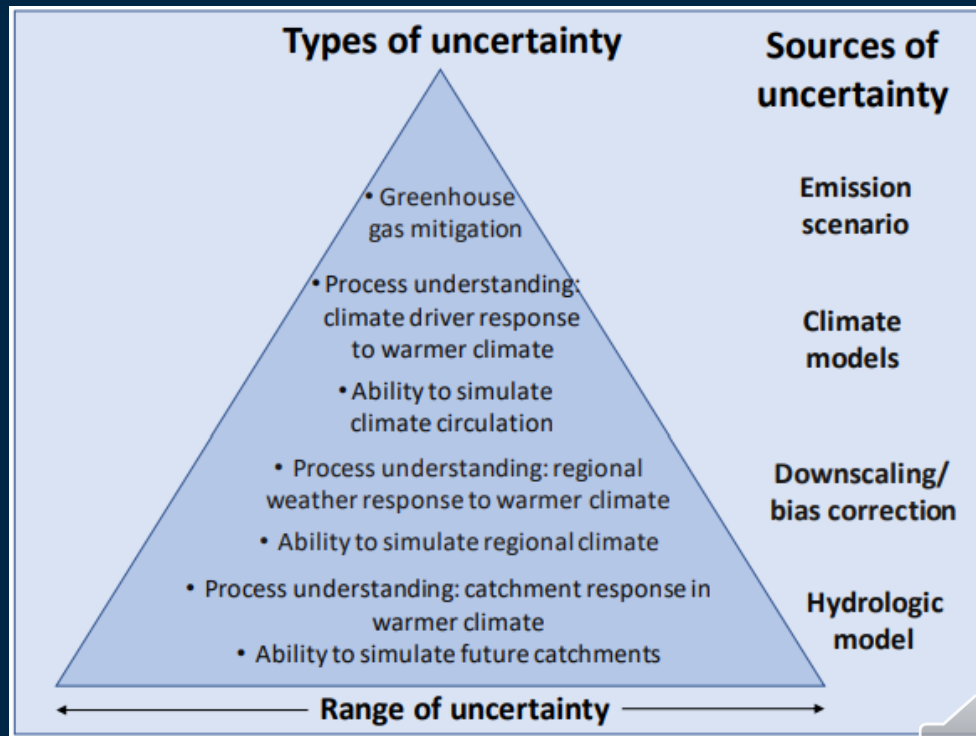 Types of uncertainty
Sources of
uncertainty
• Greenhouse
gas mitigation
Emission
scenario
• Process understanding:
climate driver response
to warmer climate
• Ability to simulate
climate circulation
Climate
models
• Process understanding: regional
weather response to warmer climate
• Ability to simulate regional climate
Downscaling/
bias correction
• Process understanding: catchment response in
warmer climate
• Ability to simulate future catchments
Hydrologic
model
Range of uncertainty